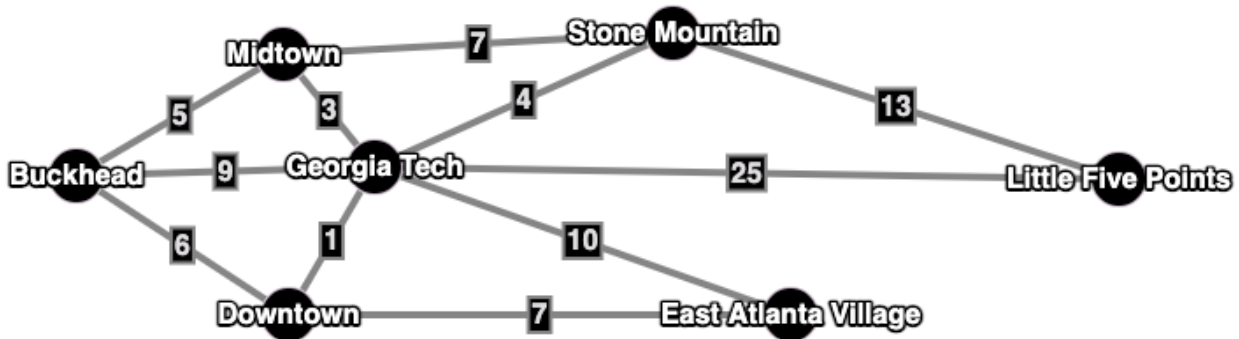 Stone Mountain
Midtown
7
13
5
3
4
Buckhead
9
Georgia Tech
25
Little Five Points
6
1
10
Downtown
7
East Atlanta Village